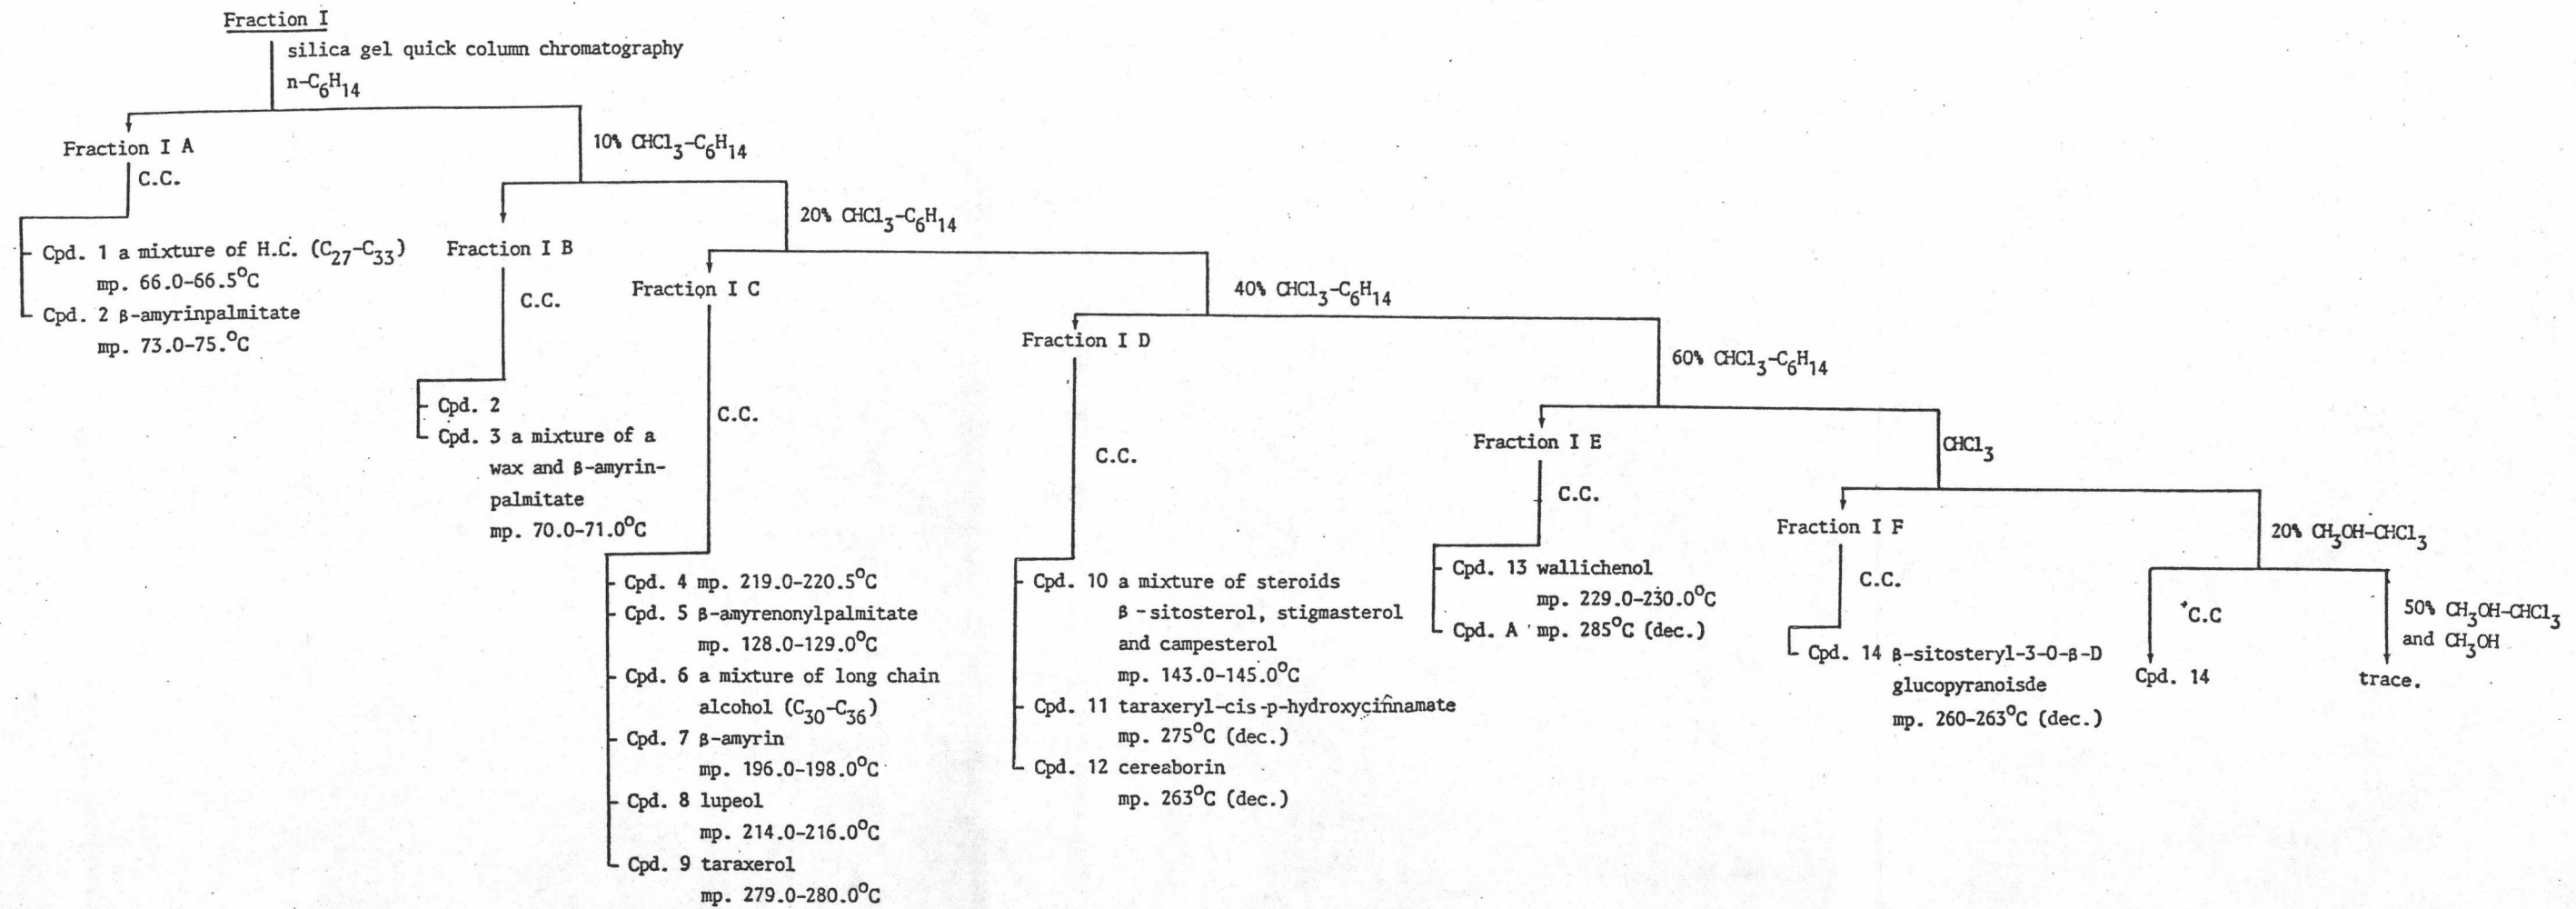 Fraction I
silica gel quick column chromatography
n-C6H14
Fraction I A
C.C.
Cpd. 1 a mixture of H.C. (C27-C33)
mp. 66.0-66.5°C
Cpd. 2 β-amyrinpalmitate
mp. 73.0-75.°C
10% CHCl3-C6H14
Fraction I B
C.C.
Cpd. 2
Cpd. 3 a mixture of a
wax and β-amyrin-
palmitate
mp. 70.0-71.0°C
20% CHCl3-C6H14
Fraction I C
C.C.
Cpd. 4 mp. 219.0-220.5°C
Cpd. 5 β-amyrenonylpalmitate
mp. 128.0-129.0°C
Cpd. 6 a mixture of long chain
alcohol (C30-C36)
Cpd. 7 β-amyrin
mp. 196.0-198.0°C
Cpd. 8 lupeol
mp. 214.0-216.0°C
Cpd. 9 taraxerol
mp. 279.0-280.0°C
40% CHCl3-C6H14
Fraction I D
C.C.
Cpd. 10 a mixture of steroids
β-sitosterol, stigmasterol
and campesterol
mp. 143.0-145.0°C
Cpd. 11 taraxeryl-cis-p-hydroxycinnamate
mp. 275°C (dec.)
Cpd. 12 cereaborin
mp. 263°C (dec.)
60% CHCl3-C6H14
Fraction I E
C.C.
Cpd. 13 wallichenol
mp. 229.0-230.0°C
Cpd. A mp. 285°C (dec.)
CHCl3
Fraction I F
C.C.
Cpd. 14 β-sitosteryl-3-O-β-D
glucopyranoisde
mp. 260-263°C (dec.)
20% CH3OH-CHCl3
C.C
Cpd. 14
50% CH3OH-CHCl3
and CH3OH
trace.